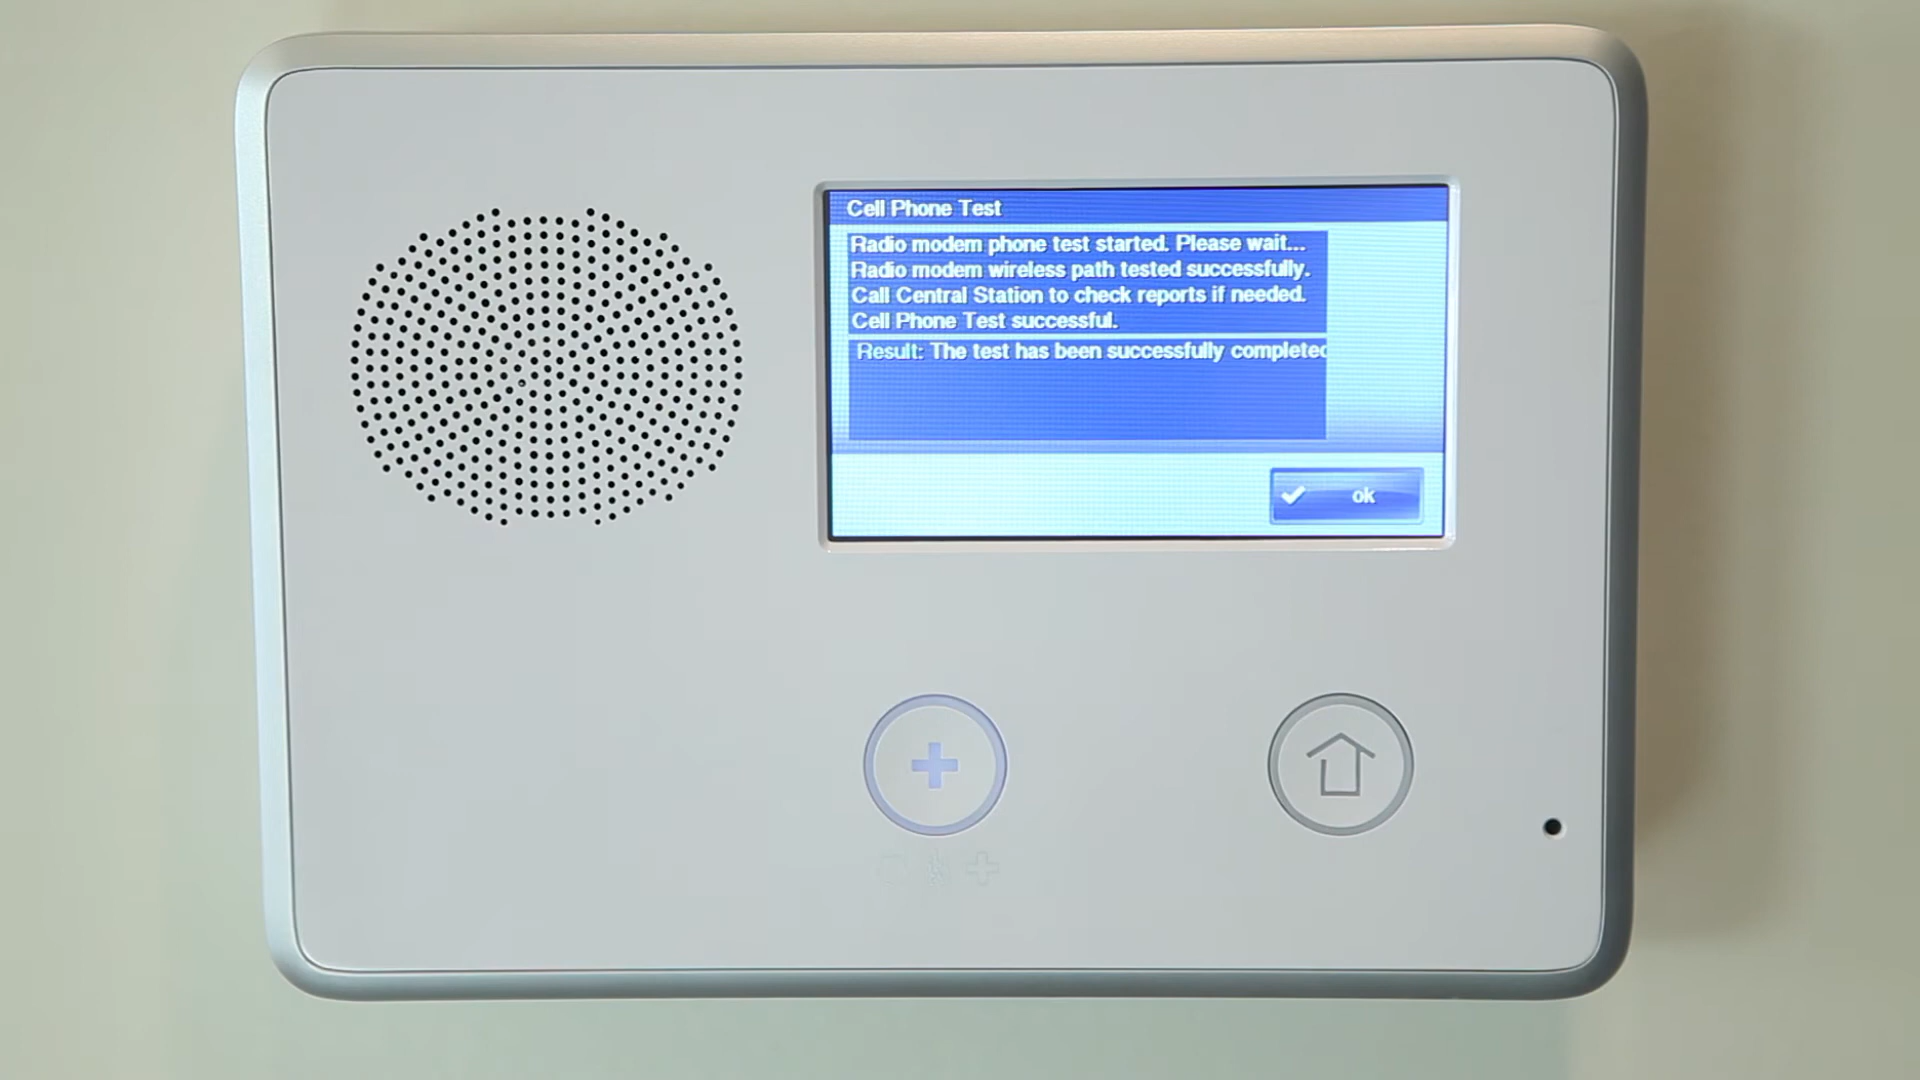 Cell Phone Test
Radio modem phone test started. Please wait...
Radio modem wireless path tested successfully.
Call Central Station to check reports if needed.
Cell Phone Test successful.
Result: The test has been successfully completed
ok